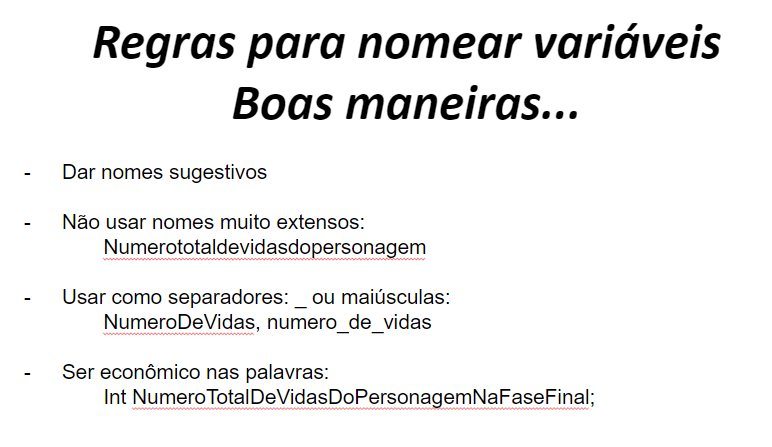 Regras para nomear variáveis
Boas maneiras...
- Dar nomes sugestivos
- Não usar nomes muito extensos:
Numerototaldevidasdopersonagem
- Usar como separadores: _ ou maiúsculas:
NumeroDeVidas, numero_de_vidas
- Ser econômico nas palavras:
Int NumeroTotalDeVidasDoPersonagemNaFaseFinal;